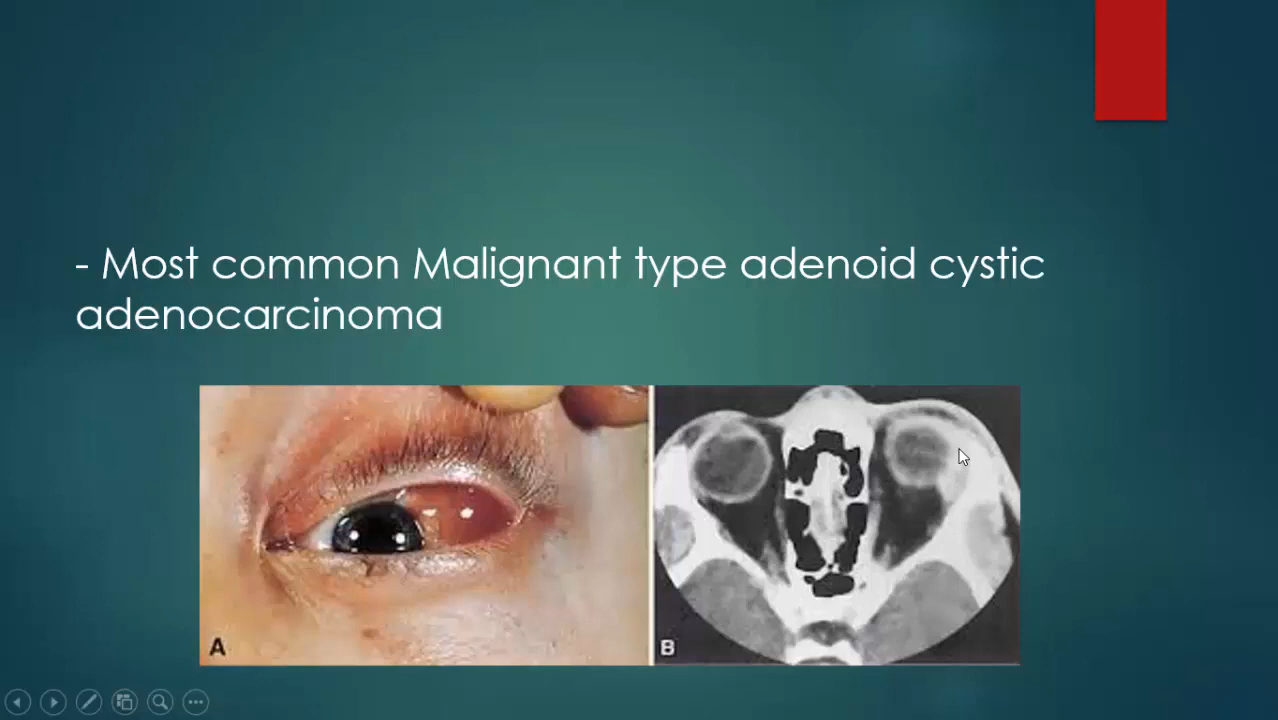 - Most common Malignant type adenoid cystic
adenocarcinoma
A
B